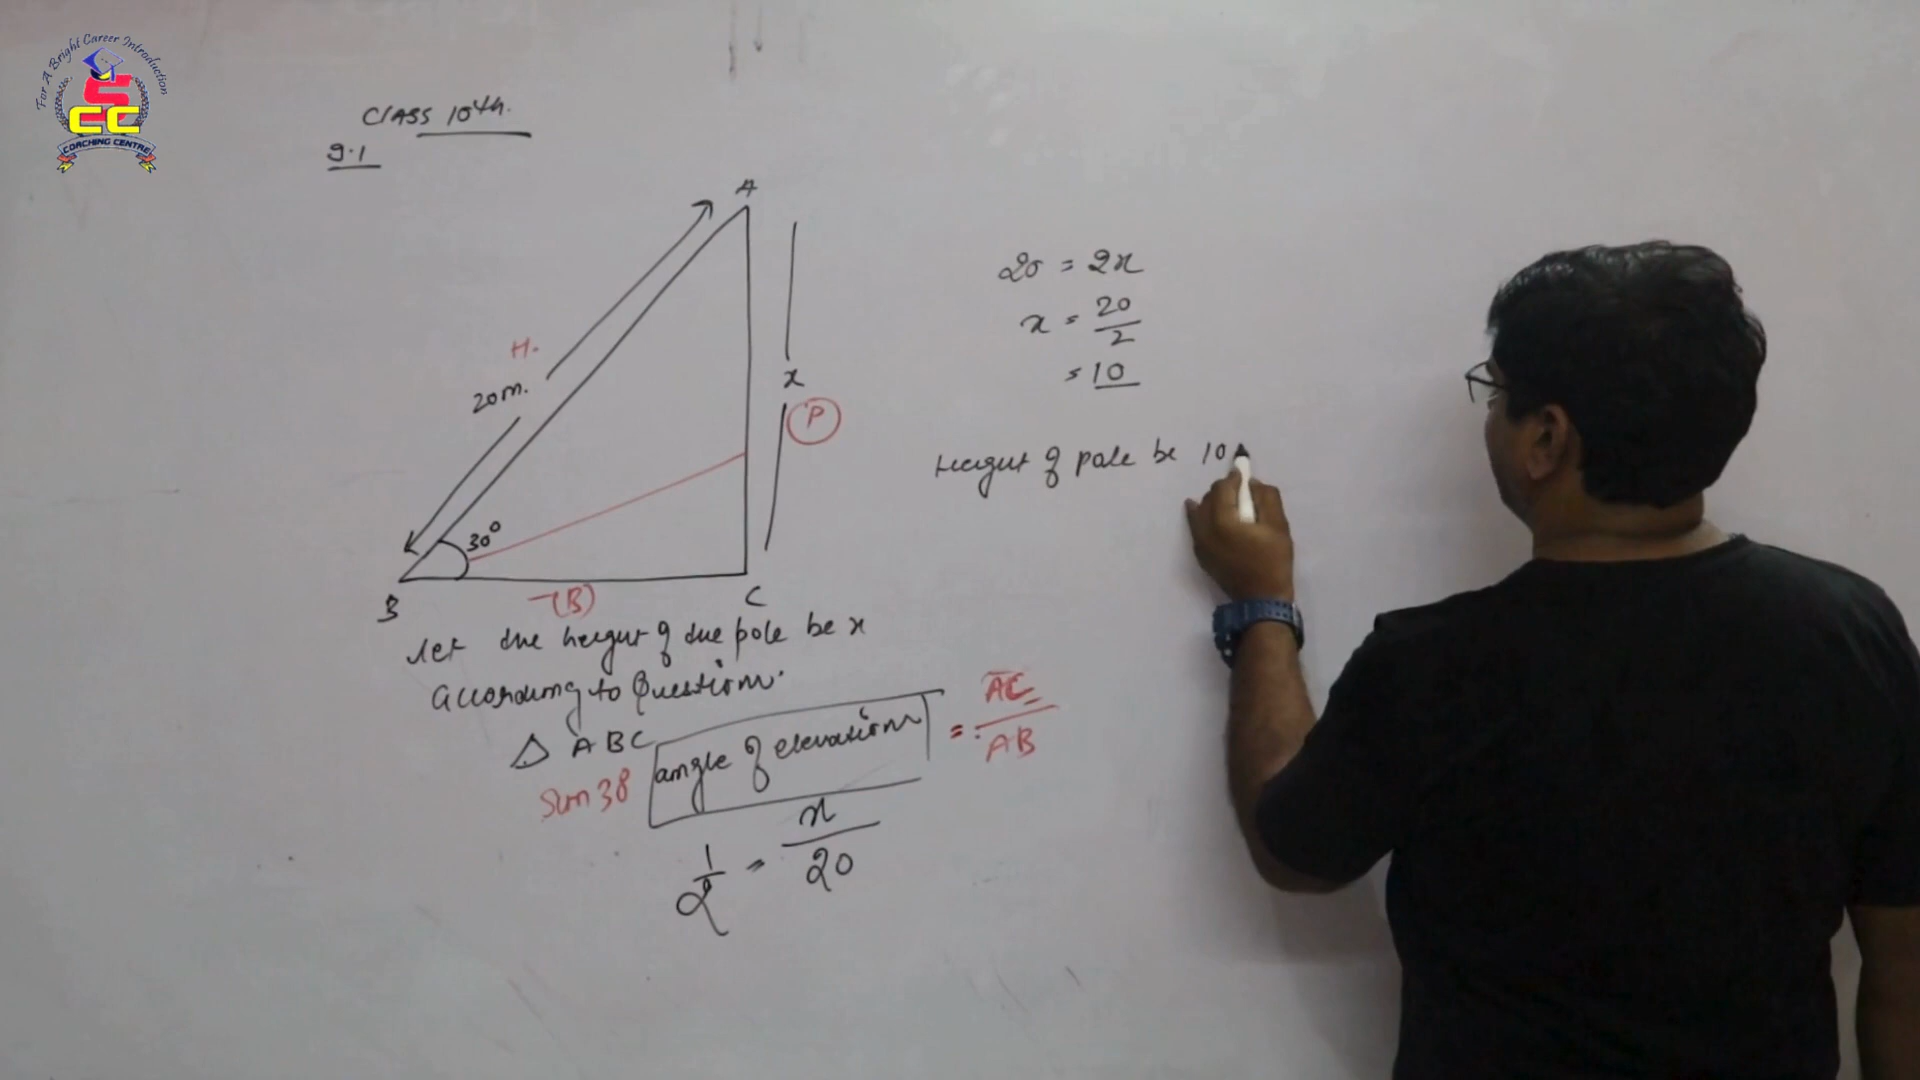 For A Bright Career Introduction
SCC
COACHING CENTRE
CLASS 10th.
9.1
A
H.
20m.
x
P
30°
B
(B)
C
let the height of the pole be x
according to Question.
△ ABC
Sin 30 angle of elevation = AC/AB
1/2 = x/20
20 = 2x
x = 20/2
= 10
Height of pole be 10